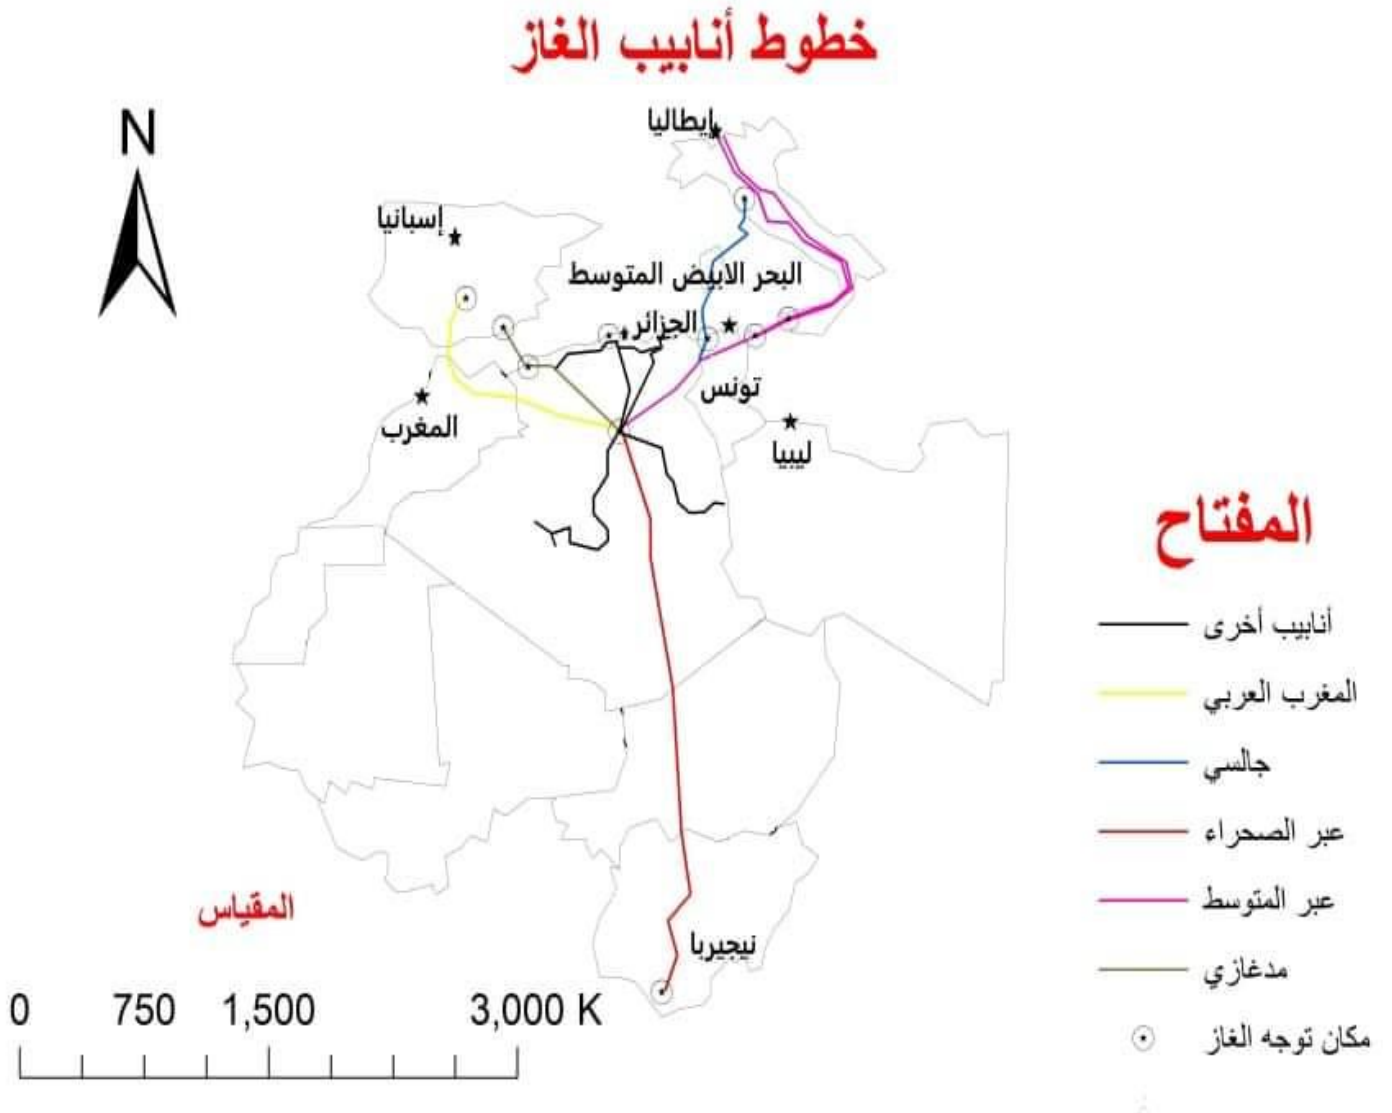 خطوط أنابيب الغاز
N
إيطاليا
إسبانيا
البحر الابيض المتوسط
الجزائر
تونس
المغرب
ليبيا
المفتاح
أنابيب أخرى
المغرب العربي
جالسي
عبر الصحراء
عبر المتوسط
مدغازي
مكان توجه الغاز
نيجيربا
المقياس
0 750 1,500 3,000 K